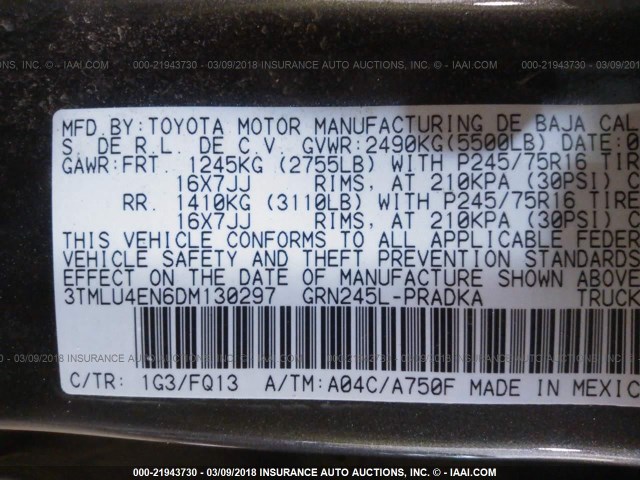 000-21943730 - 03/09/2018 INSURANCE AUTO AUCTIONS, INC. - © IAAI.COM
MFD.BY:TOYOTA MOTOR MANUFACTURING DE BAJA CAL
S. DE R.L. DE C.V. GVWR:2490KG(5500LB) DATE:0
GAWR:FRT. 1245KG (2755LB) WITH P245/75R16 TIRE
16X7JJ RIMS, AT 210KPA (30PSI) C
RR. 1410KG (3110LB) WITH P245/75R16 TIRE
16X7JJ RIMS, AT 210KPA (30PSI) C
THIS VEHICLE CONFORMS TO ALL APPLICABLE FEDER
VEHICLE SAFETY AND THEFT PREVENTION STANDARDS
EFFECT ON THE DATE OF MANUFACTURE SHOWN ABOVE
3TMLU4EN6DM130297 GRN245L-PRADKA TRUCK
000-21943730 - 03/09/2018 INSURANCE AUTO AUCTIONS, INC. - © IAAI.COM
C/TR: 1G3/FQ13 A/TM:A04C/A750F MADE IN MEXIC
000-21943730 - 03/09/2018 INSURANCE AUTO AUCTIONS, INC. - © IAAI.COM